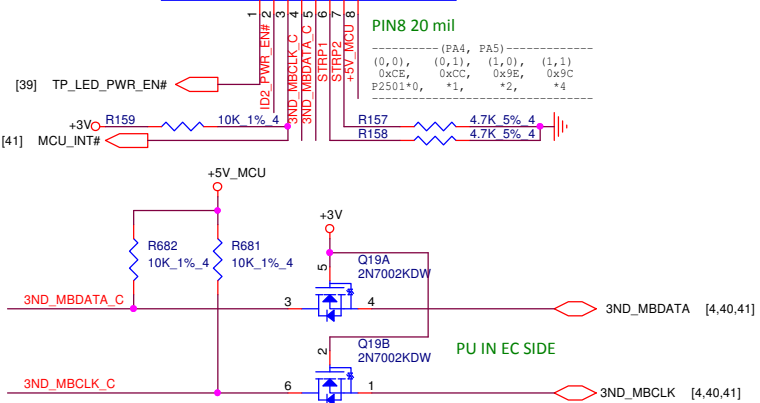 1 2 3 4 5 6 7 8
ID2_PWR_EN#
3ND_MBCLK_C
3ND_MBDATA_C
STRP1
STRP2
+5V_MCU
PIN8 20 mil
-----------(PA4, PA5)--------------
(0,0), (0,1), (1,0), (1,1)
0xCE, 0xCC, 0x9E, 0x9C
P2501*0, *1, *2, *4
[39] TP_LED_PWR_EN#
+3V R159 10K_1%_4
[41] MCU_INT#
R157 4.7K_5%_4
R158 4.7K_5%_4
+5V_MCU
+3V
R682
10K_1%_4
R681
10K_1%_4
Q19A
2N7002KDW
5
3ND_MBDATA_C 3 4 3ND_MBDATA [4,40,41]
Q19B
2N7002KDW
2
PU IN EC SIDE
3ND_MBCLK_C 6 1 3ND_MBCLK [4,40,41]